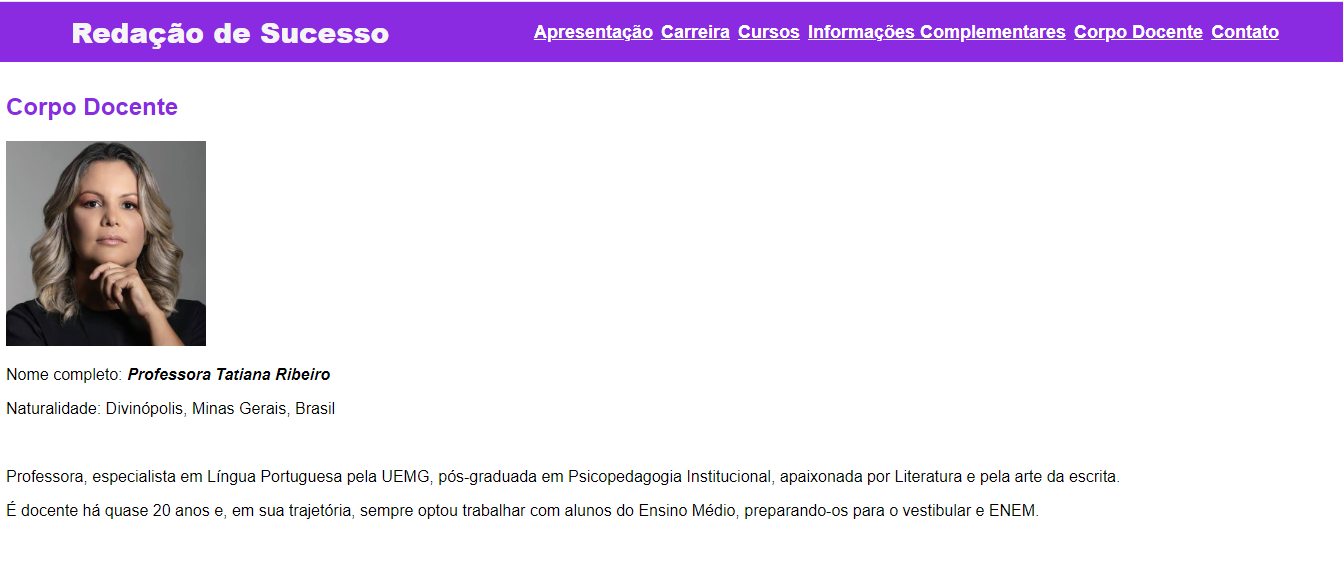 Redação de Sucesso
Apresentação Carreira Cursos Informações Complementares Corpo Docente Contato
Corpo Docente
Nome completo: Professora Tatiana Ribeiro
Naturalidade: Divinópolis, Minas Gerais, Brasil
Professora, especialista em Língua Portuguesa pela UEMG, pós-graduada em Psicopedagogia Institucional, apaixonada por Literatura e pela arte da escrita.
É docente há quase 20 anos e, em sua trajetória, sempre optou trabalhar com alunos do Ensino Médio, preparando-os para o vestibular e ENEM.